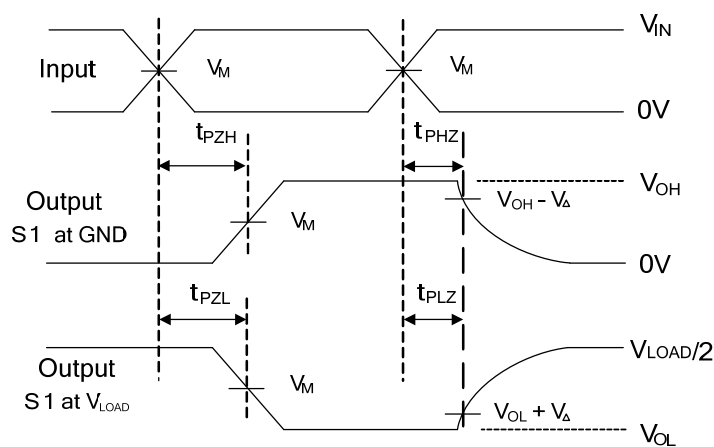 V_IN
Input
V_M
V_M
0V
t_PZH
t_PHZ
Output
S1 at GND
V_M
V_OH – V_Δ
V_OH
0V
t_PZL
t_PLZ
Output
S1 at V_LOAD
V_M
V_LOAD/2
V_OL + V_Δ
V_OL